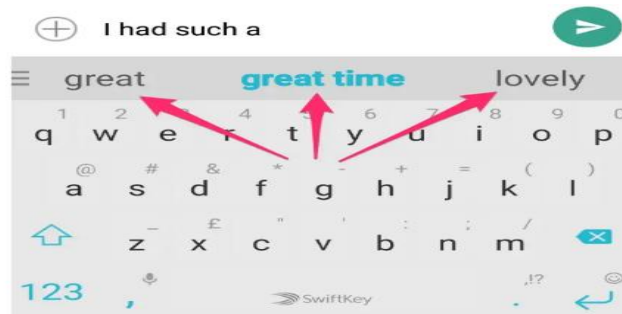 I had such a
great great time lovely
1 2 3 4 5 6 7 8 9 0
q w e r t y u i o p
@ # & * - + = ( )
a s d f g h j k l
_ £ " ' : ; /
z x c v b n m
123 , SwiftKey . ,!?